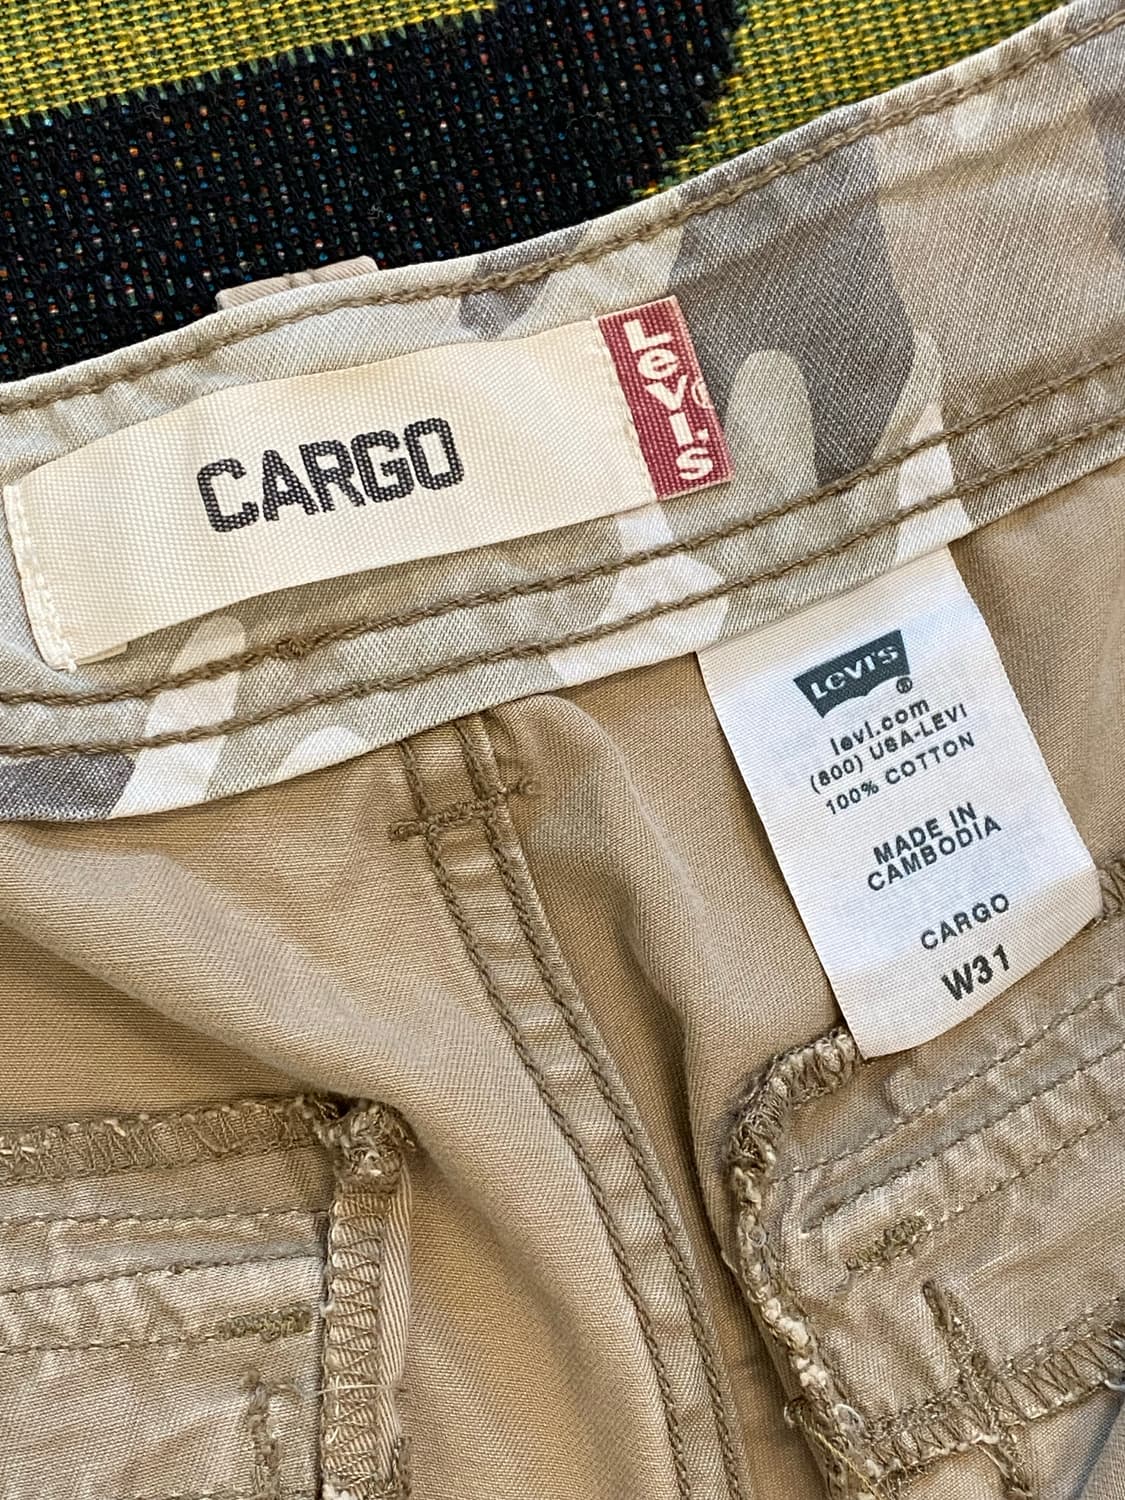 CARGO
LeVI'S®
LEVI'S®
levi.com
(800) USA-LEVI
100% COTTON
MADE IN
CAMBODIA
CARGO
W31